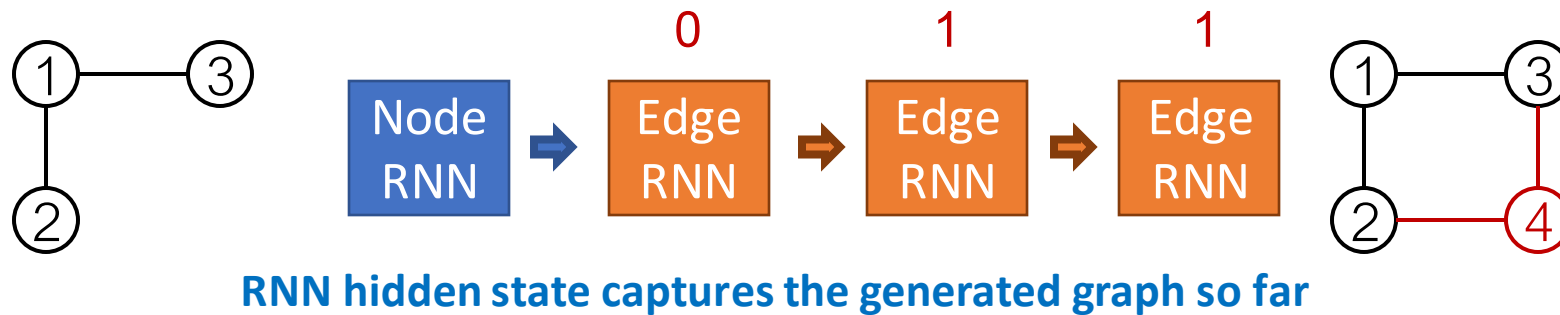 1 3
2
Node
RNN
0
Edge
RNN
1
Edge
RNN
1
Edge
RNN
1 3
2 4
RNN hidden state captures the generated graph so far